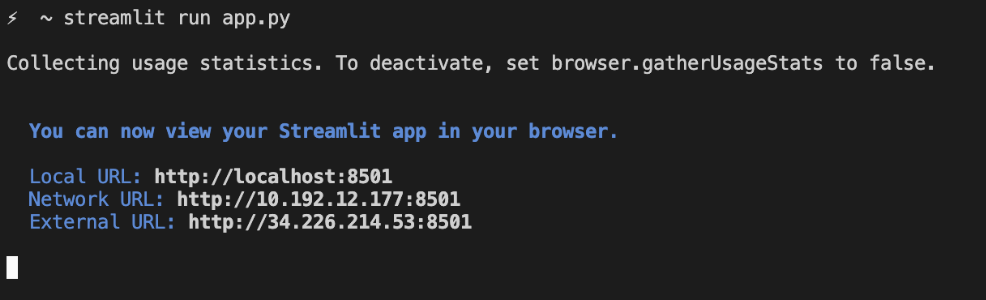 ⚡ ~ streamlit run app.py
Collecting usage statistics. To deactivate, set browser.gatherUsageStats to false.
You can now view your Streamlit app in your browser.
Local URL: http://localhost:8501
Network URL: http://10.192.12.177:8501
External URL: http://34.226.214.53:8501